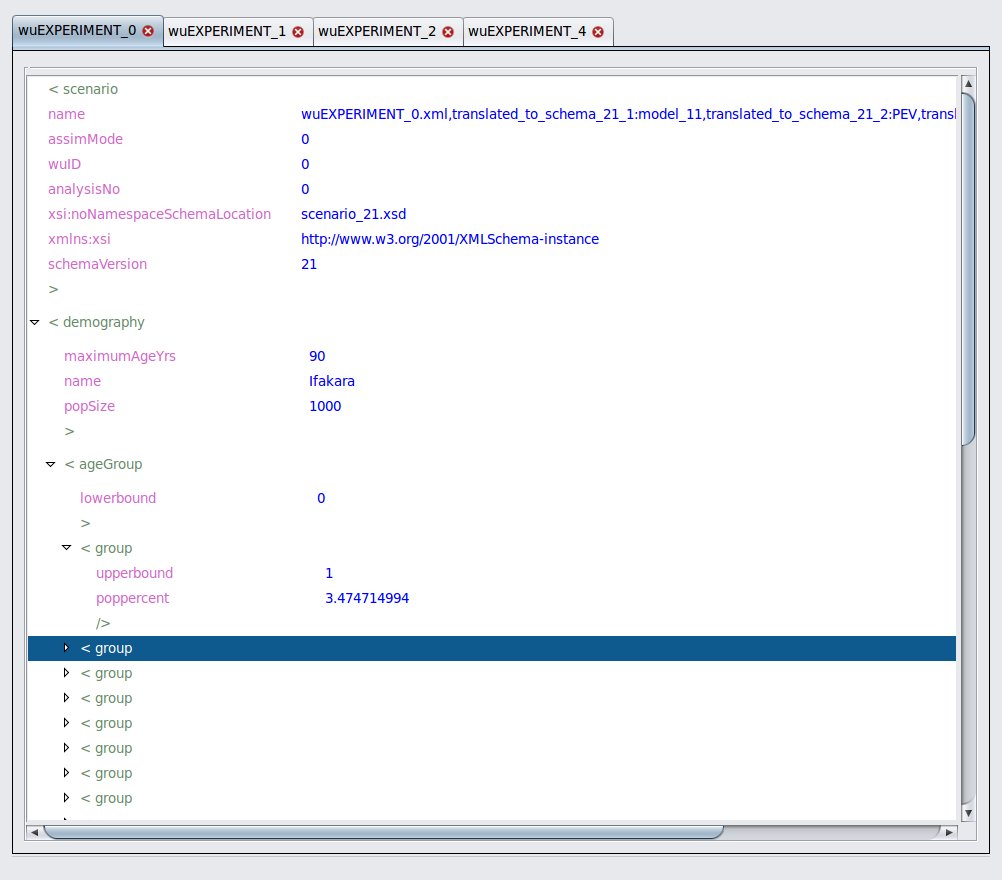 wuEXPERIMENT_0 wuEXPERIMENT_1 wuEXPERIMENT_2 wuEXPERIMENT_4
< scenario
name wuEXPERIMENT_0.xml,translated_to_schema_21_1:model_11,translated_to_schema_21_2:PEV,transl
assimMode 0
wuID 0
analysisNo 0
xsi:noNamespaceSchemaLocation scenario_21.xsd
xmlns:xsi http://www.w3.org/2001/XMLSchema-instance
schemaVersion 21
>
< demography
maximumAgeYrs 90
name Ifakara
popSize 1000
>
< ageGroup
lowerbound 0
>
< group
upperbound 1
poppercent 3.474714994
/>
< group
< group
< group
< group
< group
< group
< group